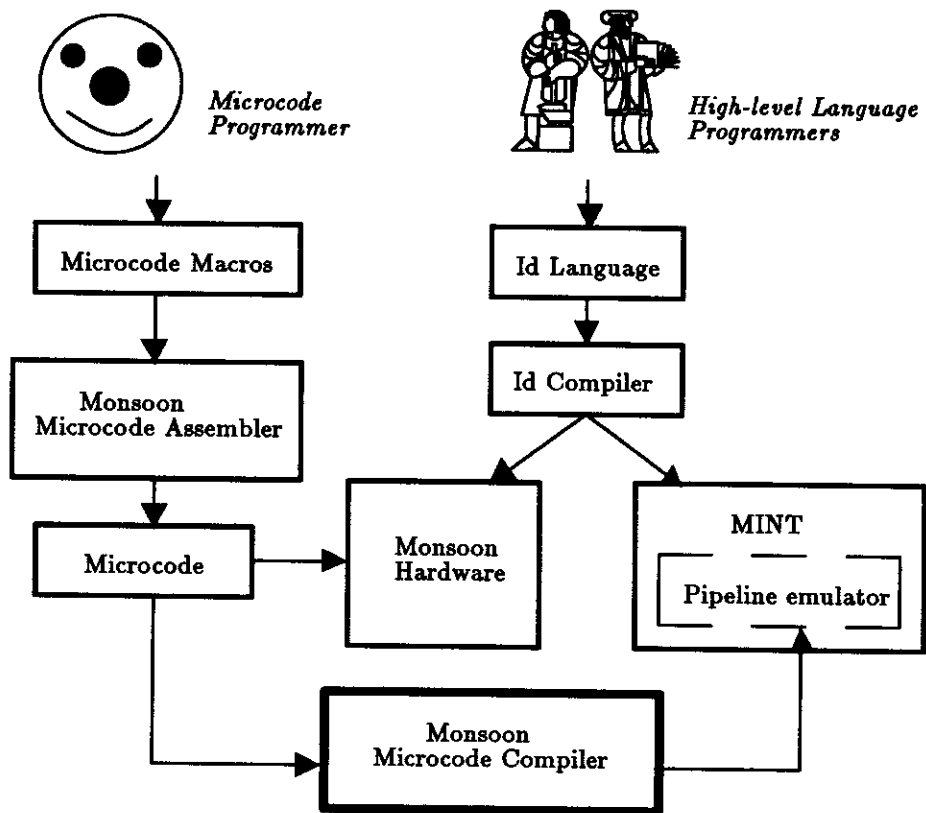 Microcode
Programmer
High-level Language
Programmers
Microcode Macros
Id Language
Monsoon
Microcode Assembler
Id Compiler
Microcode
Monsoon
Hardware
MINT
Pipeline emulator
Monsoon
Microcode Compiler